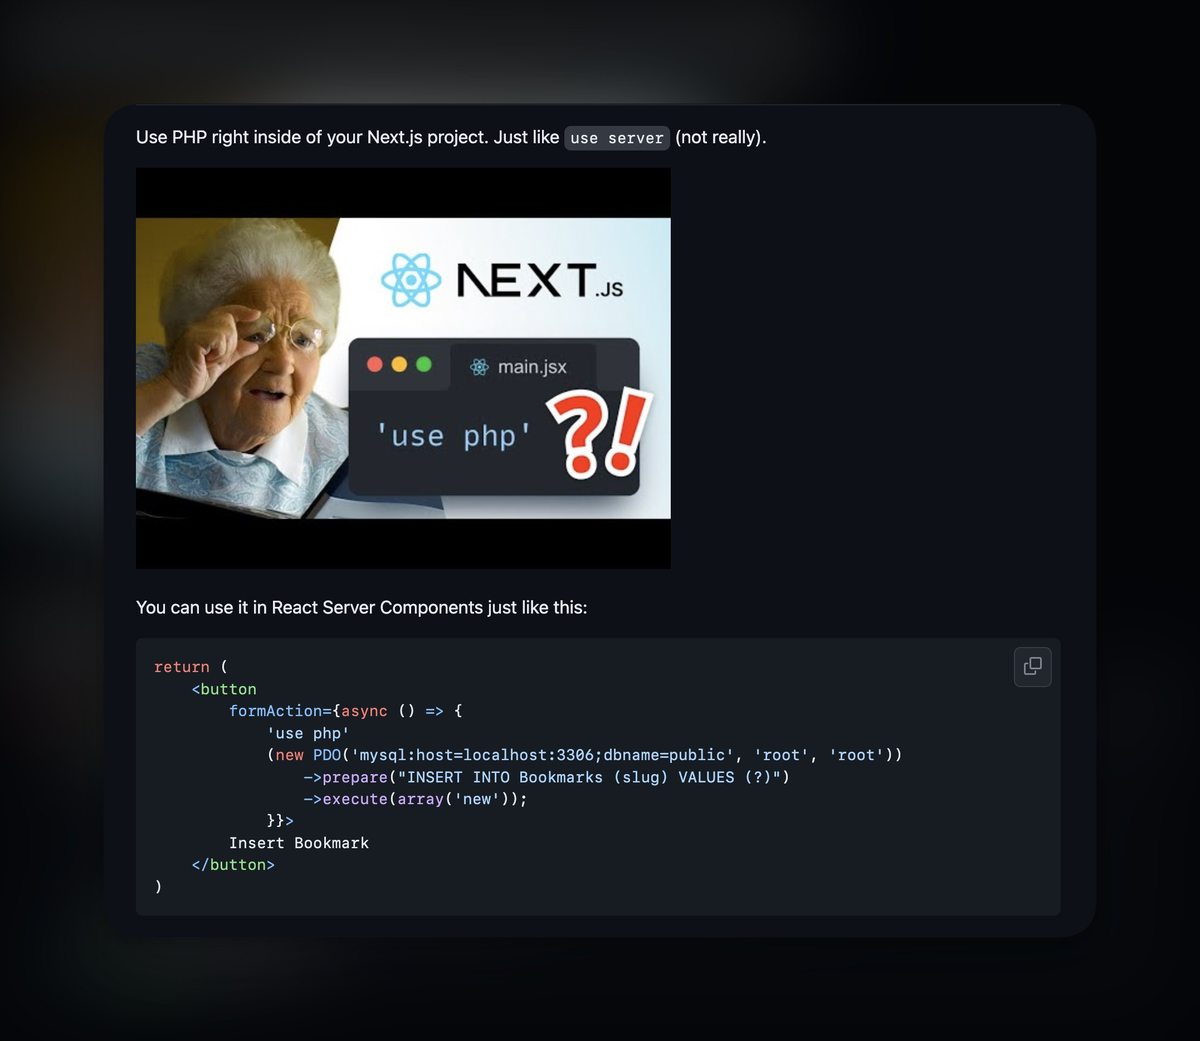 Use PHP right inside of your Next.js project. Just like use server (not really).
NEXT.JS
main.jsx
'use php' ?!
You can use it in React Server Components just like this:
return (
    <button
        formAction={async () => {
            'use php'
            (new PDO('mysql:host=localhost:3306;dbname=public', 'root', 'root'))
                ->prepare("INSERT INTO Bookmarks (slug) VALUES (?)")
                ->execute(array('new'));
            }}>
        Insert Bookmark
    </button>
)